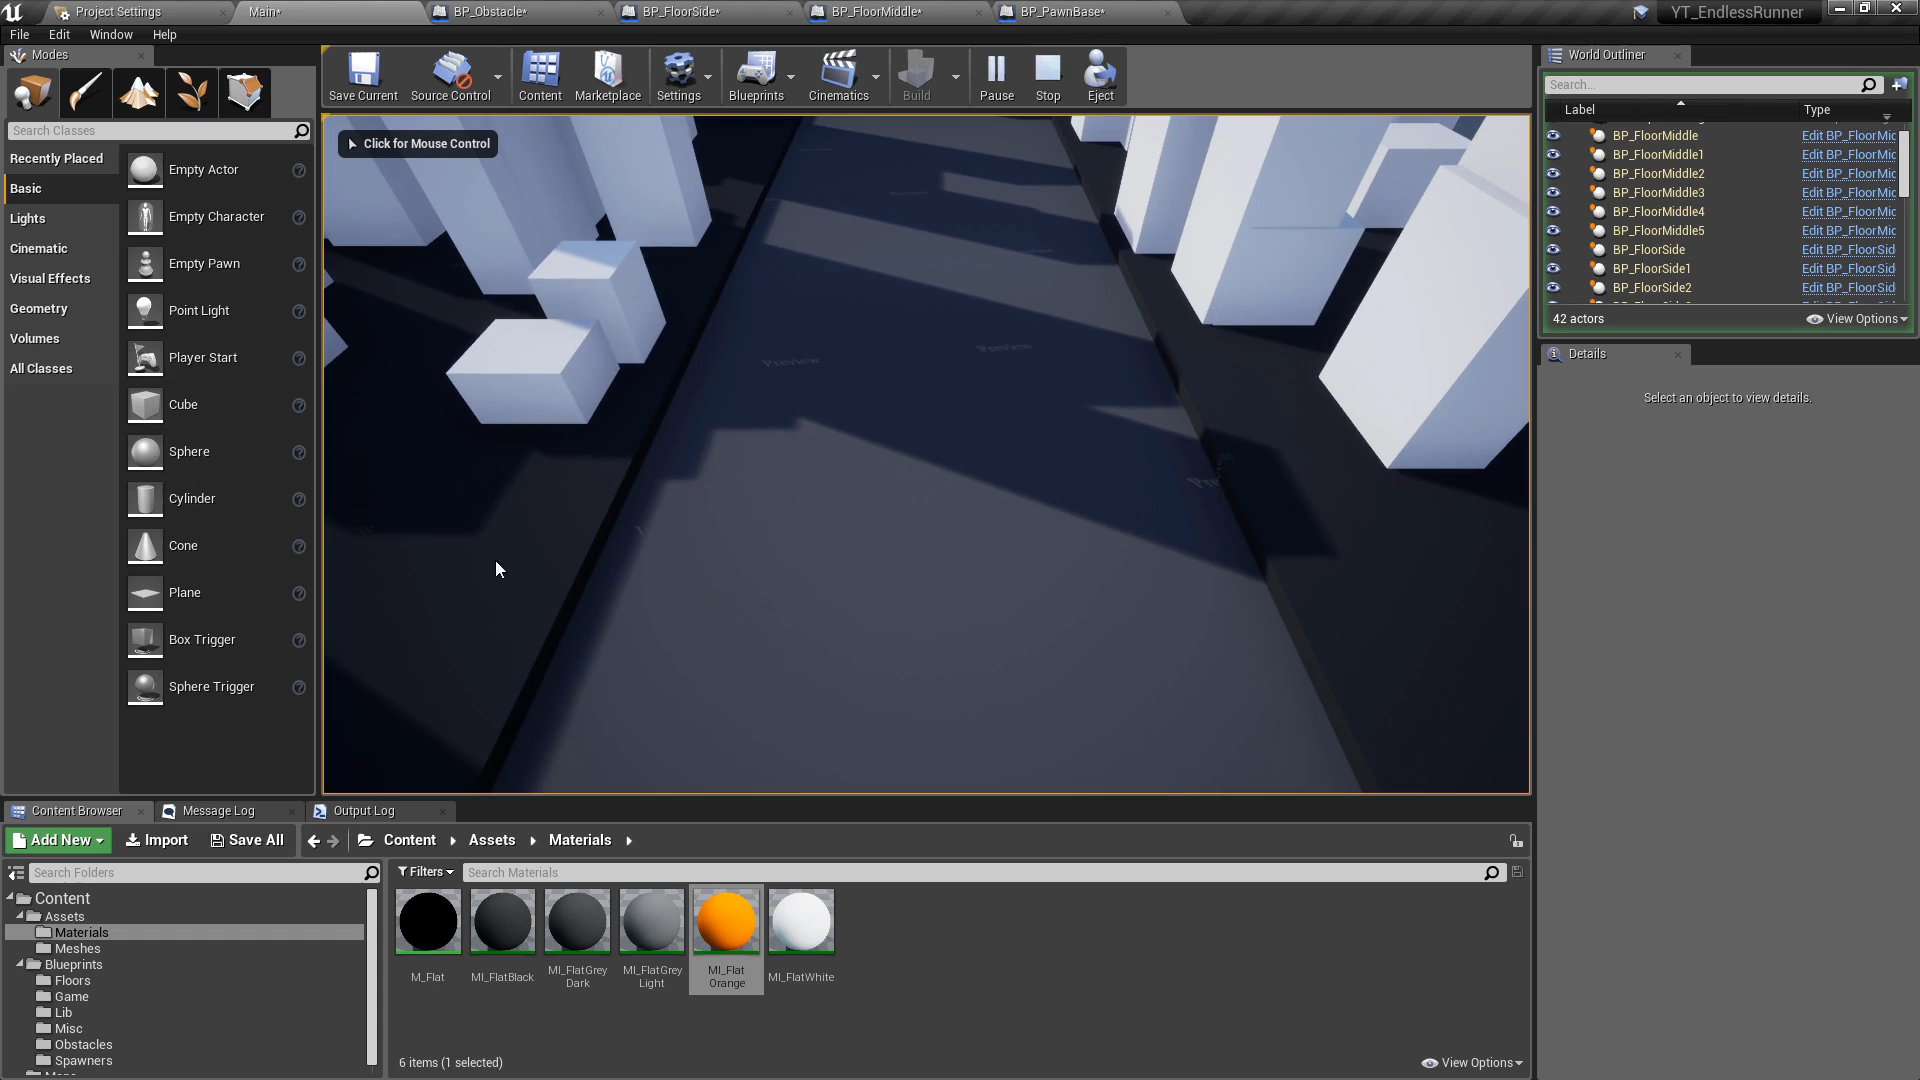 Project Settings
Main*
BP_Obstacle*
BP_FloorSide*
BP_FloorMiddle*
BP_PawnBase*
YT_EndlessRunner
File
Edit
Window
Help
Modes
Search Classes
Recently Placed
Basic
Lights
Cinematic
Visual Effects
Geometry
Volumes
All Classes
Empty Actor
Empty Character
Empty Pawn
Point Light
Player Start
Cube
Sphere
Cylinder
Cone
Plane
Box Trigger
Sphere Trigger
Save Current
Source Control
Content
Marketplace
Settings
Blueprints
Cinematics
Build
Pause
Stop
Eject
Click for Mouse Control
Preview
Preview
World Outliner
Search...
Label
Type
BP_FloorMiddle
Edit BP_FloorMic
BP_FloorMiddle1
Edit BP_FloorMic
BP_FloorMiddle2
Edit BP_FloorMic
BP_FloorMiddle3
Edit BP_FloorMic
BP_FloorMiddle4
Edit BP_FloorMic
BP_FloorMiddle5
Edit BP_FloorMic
BP_FloorSide
Edit BP_FloorSid
BP_FloorSide1
Edit BP_FloorSid
BP_FloorSide2
Edit BP_FloorSid
42 actors
View Options
Details
Select an object to view details.
Content Browser
Message Log
Output Log
Add New
Import
Save All
Content
Assets
Materials
Search Folders
Filters
Search Materials
Content
Assets
Materials
Meshes
Blueprints
Floors
Game
Lib
Misc
Obstacles
Spawners
M_Flat
MI_FlatBlack
MI_FlatGrey
Dark
MI_FlatGrey
Light
MI_Flat
Orange
MI_FlatWhite
6 items (1 selected)
View Options